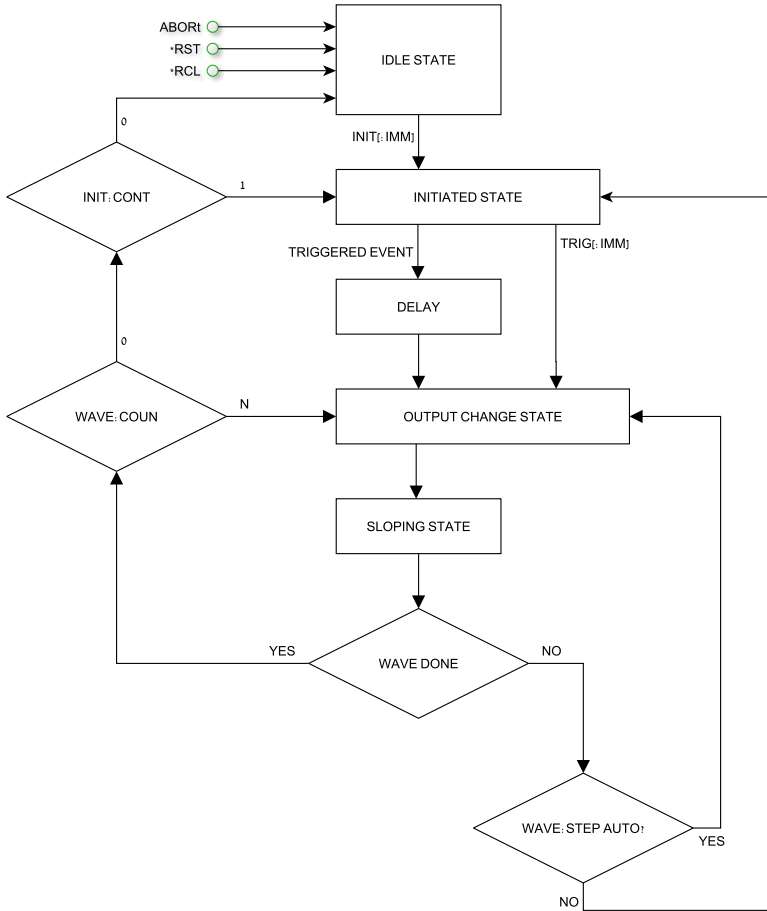 ABORt
*RST
*RCL
IDLE STATE
0
INIT[:IMM]
INIT:CONT
1
INITIATED STATE
TRIGGERED EVENT
TRIG[:IMM]
DELAY
0
WAVE:COUN
N
OUTPUT CHANGE STATE
SLOPING STATE
YES
WAVE DONE
NO
WAVE:STEP AUTO?
YES
NO